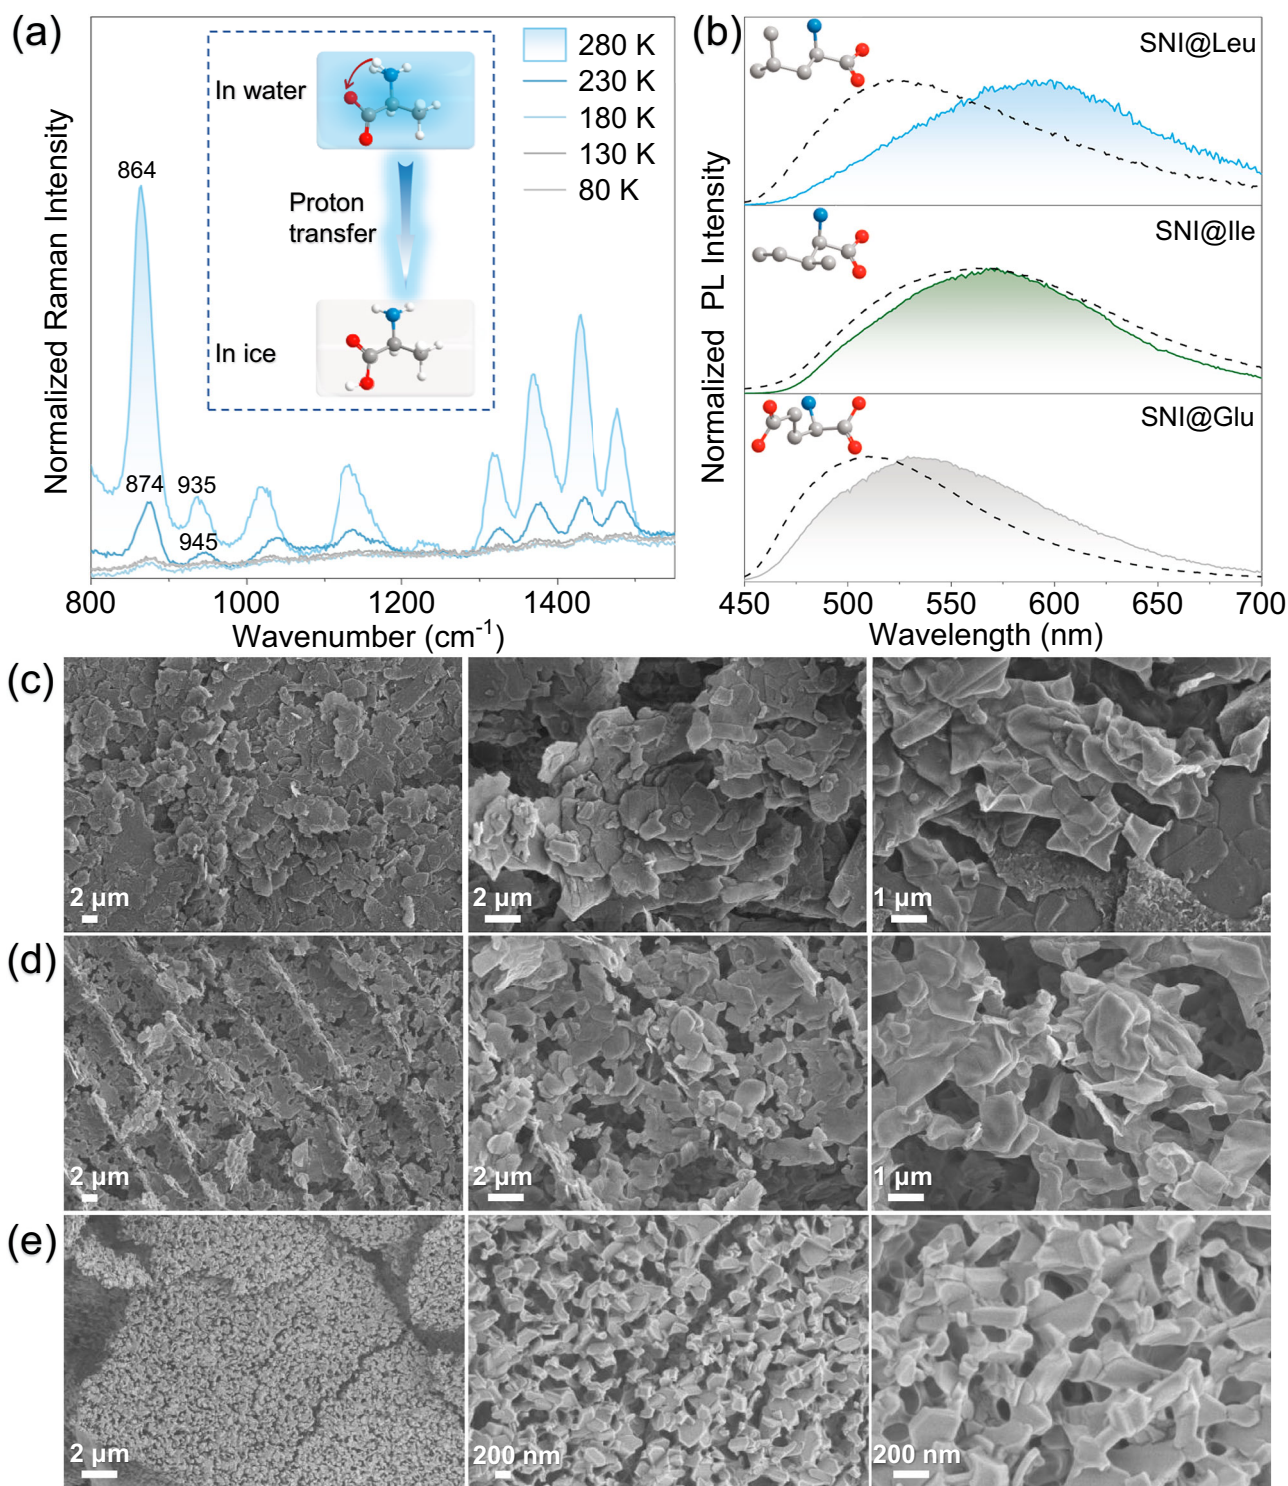 (a)
Normalized Raman Intensity
864
874
935
945
In water
Proton
transfer
In ice
280 K
230 K
180 K
130 K
80 K
800
1000
1200
1400
Wavenumber (cm⁻¹)
(b)
Normalized PL Intensity
SNI@Leu
SNI@Ile
SNI@Glu
450
500
550
600
650
700
Wavelength (nm)
(c)
2 μm
2 μm
1 μm
(d)
2 μm
2 μm
1 μm
(e)
2 μm
200 nm
200 nm